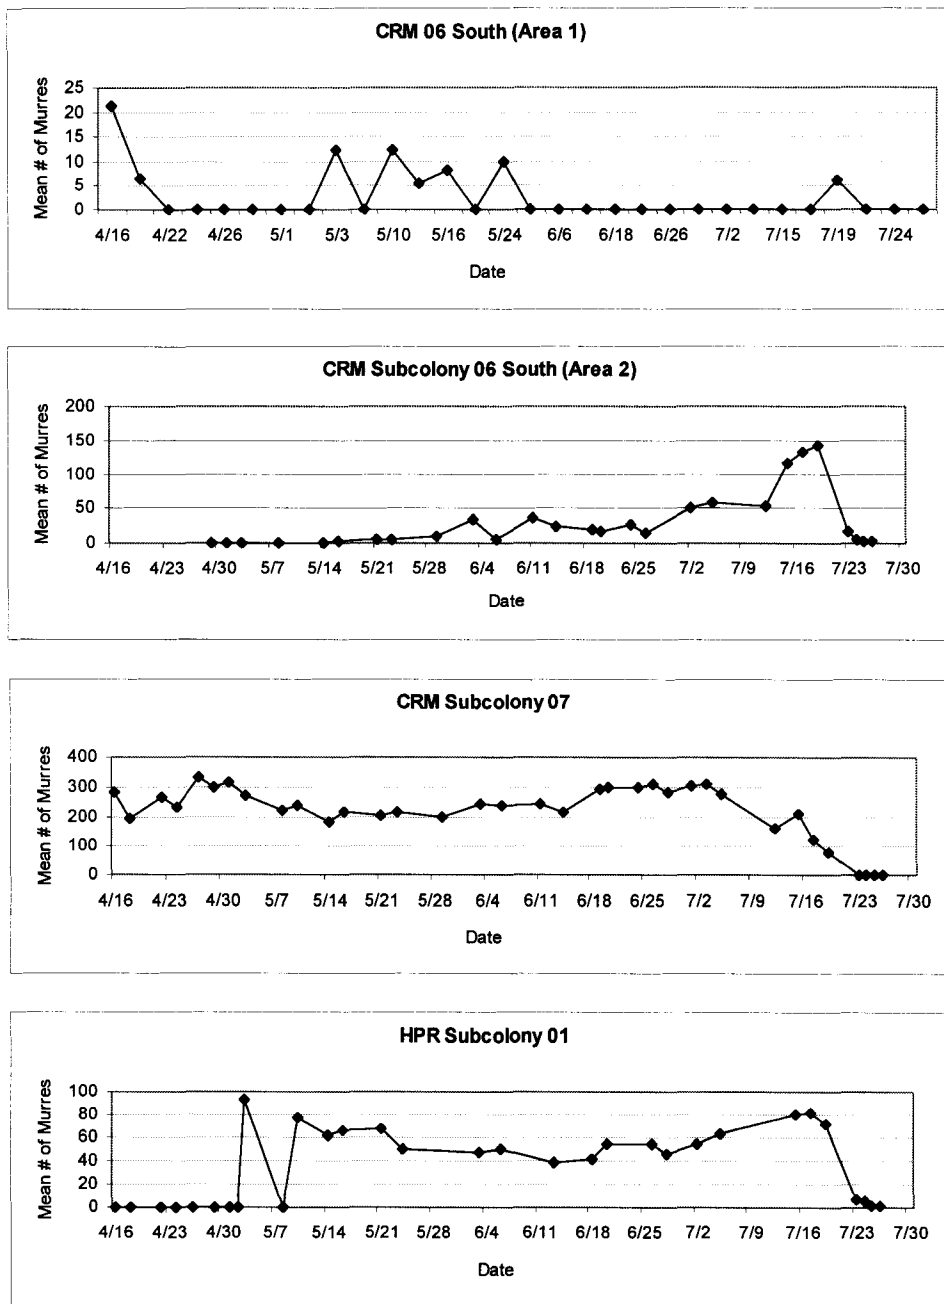 CRM 06 South (Area 1)
Mean # of Murres
25
20
15
10
5
0
4/16 4/22 4/26 5/1 5/3 5/10 5/16 5/24 6/6 6/18 6/26 7/2 7/15 7/19 7/24
Date
CRM Subcolony 06 South (Area 2)
Mean # of Murres
200
150
100
50
0
4/16 4/23 4/30 5/7 5/14 5/21 5/28 6/4 6/11 6/18 6/25 7/2 7/9 7/16 7/23 7/30
Date
CRM Subcolony 07
Mean # of Murres
400
300
200
100
0
4/16 4/23 4/30 5/7 5/14 5/21 5/28 6/4 6/11 6/18 6/25 7/2 7/9 7/16 7/23 7/30
Date
HPR Subcolony 01
Mean # of Murres
100
80
60
40
20
0
4/16 4/23 4/30 5/7 5/14 5/21 5/28 6/4 6/11 6/18 6/25 7/2 7/9 7/16 7/23 7/30
Date